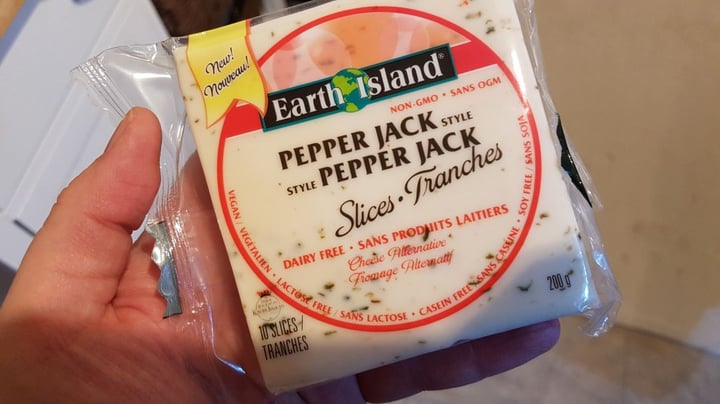 New!
Nouveau!
Earth Island®
NON-GMO • SANS OGM
PEPPER JACK STYLE
STYLE PEPPER JACK
Slices • Tranches
DAIRY FREE • SANS PRODUITS LAITIERS
Cheese Alternative
Fromage Alternatif
VEGAN / VÉGÉTALIEN • LACTOSE FREE / SANS LACTOSE • CASEIN FREE / SANS CASÉINE • SOY FREE / SANS SOJA
10 SLICES /
TRANCHES
200 g